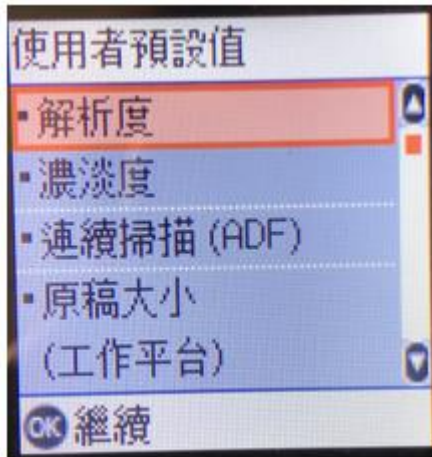 使用者預設值
▪解析度
▪濃淡度
▪連續掃描 (ADF)
▪原稿大小
(工作平台)
OK 繼續